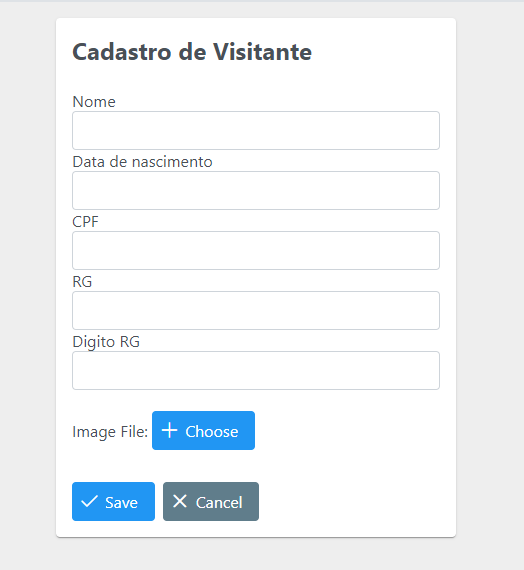 Cadastro de Visitante
Nome
Data de nascimento
CPF
RG
Digito RG
Image File: Choose
Save Cancel